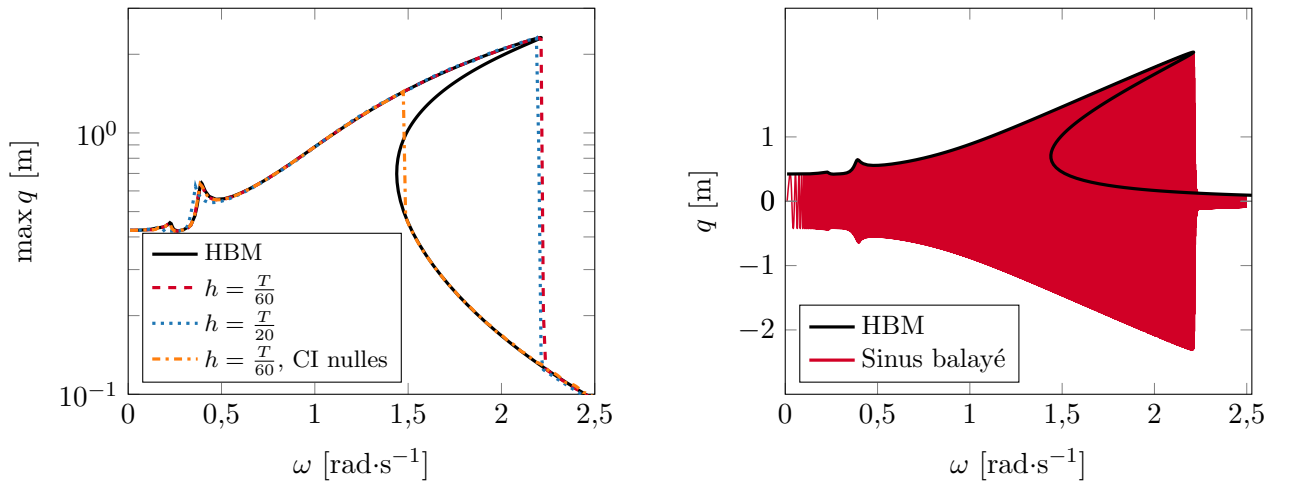 10⁰
10⁻¹
max q [m]
HBM
h = T/60
h = T/20
h = T/60, CI nulles
0 0,5 1 1,5 2 2,5
ω [rad·s⁻¹]
1
0
−1
−2
q [m]
HBM
Sinus balayé
0 0,5 1 1,5 2 2,5
ω [rad·s⁻¹]